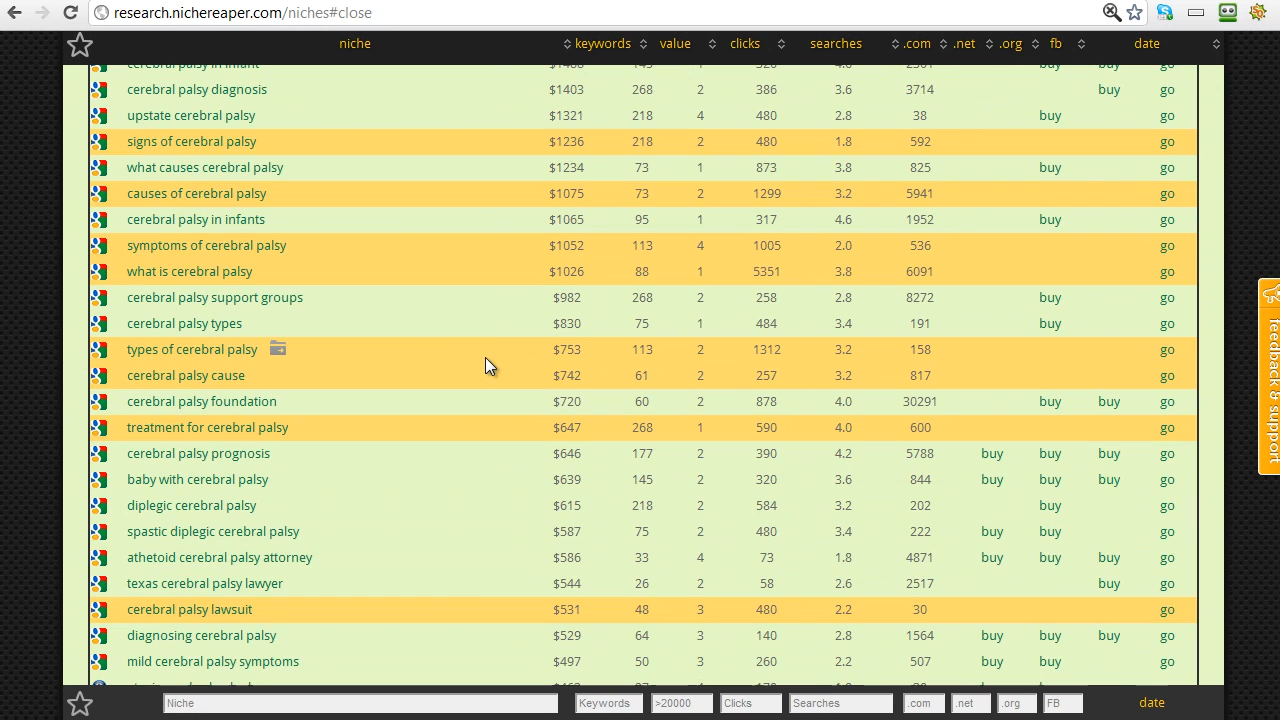 research.nichereaper.com/niches#close
niche keywords value clicks searches .com .net .org fb date
cerebral palsy in infant buy buy go
cerebral palsy diagnosis $1403 268 2 386 3.6 3714 buy go
upstate cerebral palsy $1321 218 4 480 2.8 38 buy go
signs of cerebral palsy $1236 218 2 480 1.8 592 go
what causes cerebral palsy $1234 73 1 873 3.8 825 buy go
causes of cerebral palsy $1075 73 2 1299 3.2 5941 go
cerebral palsy in infants $1065 95 1 317 4.6 1952 buy go
symptoms of cerebral palsy $1052 113 4 1005 2.0 536 go
what is cerebral palsy $1026 88 1 5351 3.8 6091 go
cerebral palsy support groups $982 268 2 258 2.8 8272 buy go
cerebral palsy types $830 75 1 484 3.4 191 buy go
types of cerebral palsy $753 113 2 1312 3.2 158 go
cerebral palsy cause $742 61 2 257 3.2 817 go
cerebral palsy foundation $720 60 2 878 4.0 30291 buy buy go
treatment for cerebral palsy $647 268 1 590 4.0 600 go
cerebral palsy prognosis $646 177 2 390 4.2 5788 buy buy buy go
baby with cerebral palsy $639 145 2 320 3.6 844 buy buy buy go
diplegic cerebral palsy $615 218 2 584 3.2 202 buy go
spastic diplegic cerebral palsy $587 75 2 480 3.4 222 buy buy go
athetoid cerebral palsy attorney $586 33 4 73 1.8 4871 buy buy buy go
texas cerebral palsy lawyer $544 26 2 58 2.6 2517 buy go
cerebral palsy lawsuit $531 48 3 480 2.2 30 go
diagnosing cerebral palsy $529 64 3 140 2.8 1564 buy buy buy go
mild cerebral palsy symptoms $497 50 3 260 2.2 507 buy buy go
Niche Keywords >20000 Clicks Searches .com .net .org FB date
feedback & support